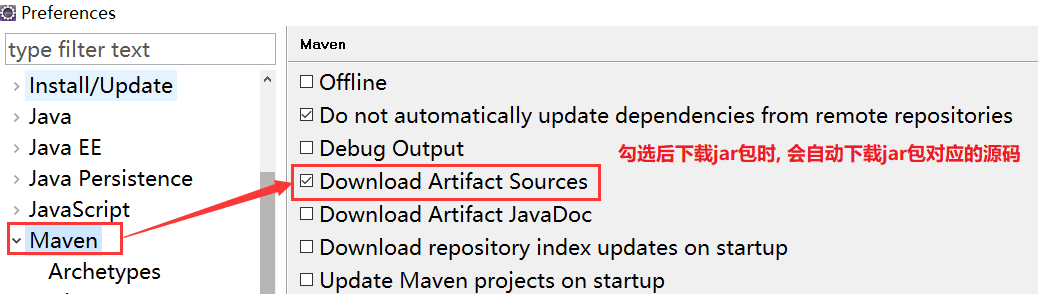 Preferences
type filter text
Install/Update
Java
Java EE
Java Persistence
JavaScript
Maven
Archetypes
Maven
Offline
Do not automatically update dependencies from remote repositories
Debug Output
勾选后下载jar包时, 会自动下载jar包对应的源码
Download Artifact Sources
Download Artifact JavaDoc
Download repository index updates on startup
Update Maven projects on startup